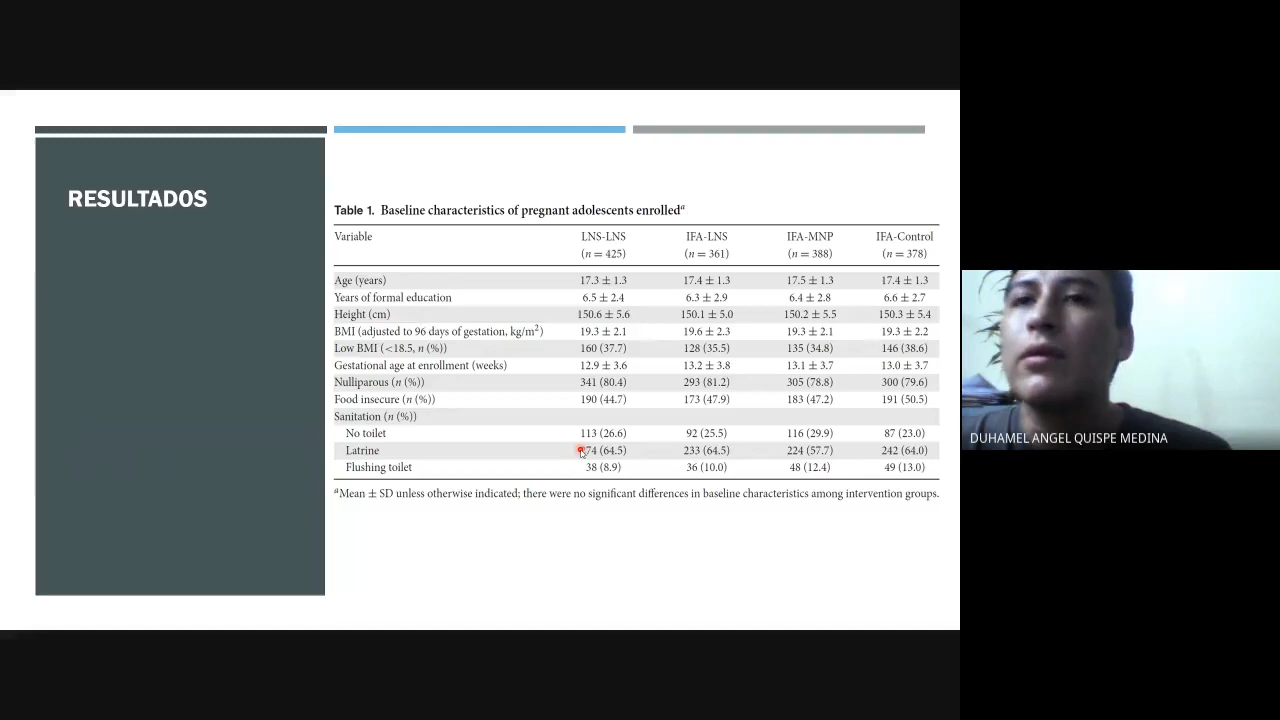 RESULTADOS
Table 1. Baseline characteristics of pregnant adolescents enrolled^a
Variable LNS-LNS IFA-LNS IFA-MNP IFA-Control
(n = 425) (n = 361) (n = 388) (n = 378)
Age (years) 17.3 ± 1.3 17.4 ± 1.3 17.5 ± 1.3 17.4 ± 1.3
Years of formal education 6.5 ± 2.4 6.3 ± 2.9 6.4 ± 2.8 6.6 ± 2.7
Height (cm) 150.6 ± 5.6 150.1 ± 5.0 150.2 ± 5.5 150.3 ± 5.4
BMI (adjusted to 96 days of gestation, kg/m²) 19.3 ± 2.1 19.6 ± 2.3 19.3 ± 2.1 19.3 ± 2.2
Low BMI (<18.5, n (%)) 160 (37.7) 128 (35.5) 135 (34.8) 146 (38.6)
Gestational age at enrollment (weeks) 12.9 ± 3.6 13.2 ± 3.8 13.1 ± 3.7 13.0 ± 3.7
Nulliparous (n (%)) 341 (80.4) 293 (81.2) 305 (78.8) 300 (79.6)
Food insecure (n (%)) 190 (44.7) 173 (47.9) 183 (47.2) 191 (50.5)
Sanitation (n (%))
No toilet 113 (26.6) 92 (25.5) 116 (29.9) 87 (23.0)
Latrine (64.5) 233 (64.5) 224 (57.7) 242 (64.0)
Flushing toilet 38 (8.9) 36 (10.0) 48 (12.4) 49 (13.0)
^aMean ± SD unless otherwise indicated; there were no significant differences in baseline characteristics among intervention groups.
DUHAMEL ANGEL QUISPE MEDINA